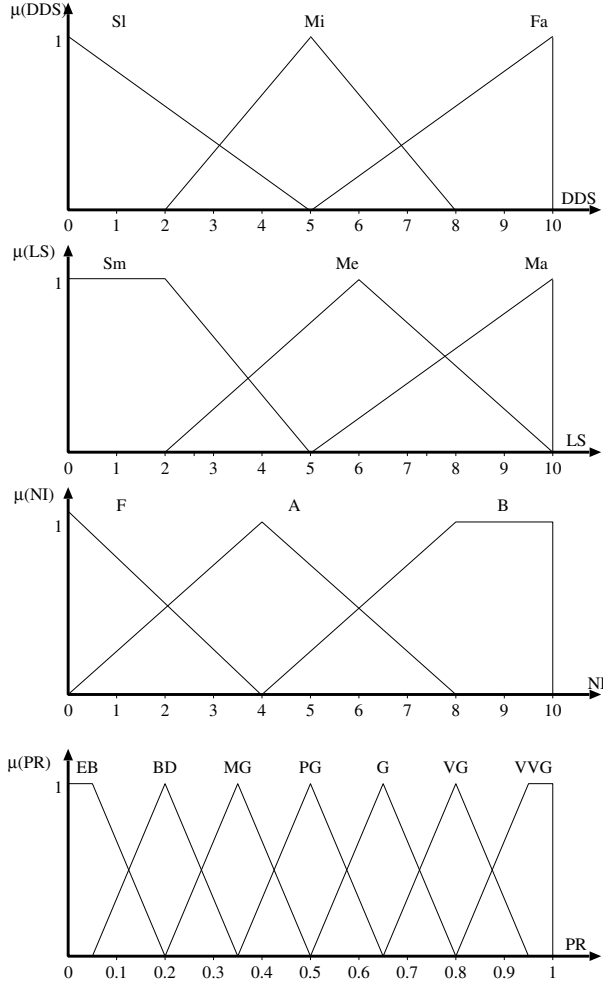 μ(DDS)
Sl Mi Fa
1
DDS
0 1 2 3 4 5 6 7 8 9 10
μ(LS)
Sm Me Ma
1
LS
0 1 2 3 4 5 6 7 8 9 10
μ(NI)
F A B
1
NI
0 1 2 3 4 5 6 7 8 9 10
μ(PR)
EB BD MG PG G VG VVG
1
PR
0 0.1 0.2 0.3 0.4 0.5 0.6 0.7 0.8 0.9 1